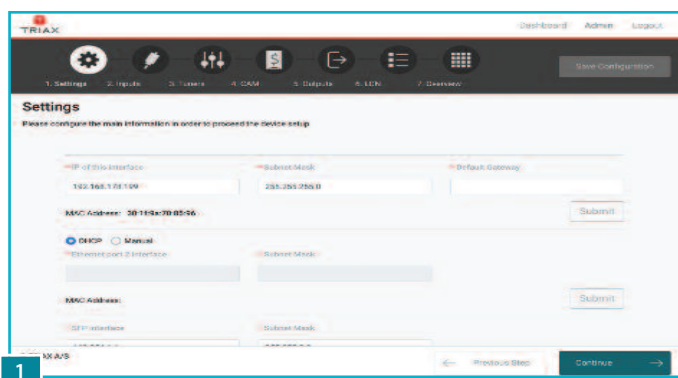 TRIAX
Dashboard Admin Logout
1. Settings 2. Inputs 3. Tuners 4. CAM 5. Outputs 6. LCN 7. Overview
Save Configuration
Settings
Please configure the main information in order to proceed the device setup
*IP of this Interface *Subnet Mask *Default Gateway
192.168.178.199 255.255.255.0
MAC Address: Submit
DHCP Manual
*Ethernet port 2 interface *Subnet Mask
MAC Address: Submit
*SFP interface *Subnet Mask
A/S
← Previous Step Continue →
1